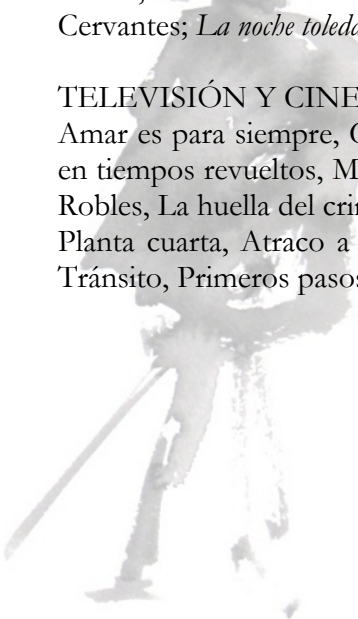 Cervantes; La noche toleda
TELEVISIÓN Y CINE
Amar es para siempre,
en tiempos revueltos, M
Robles, La huella del cri
Planta cuarta, Atraco a
Tránsito, Primeros pasos